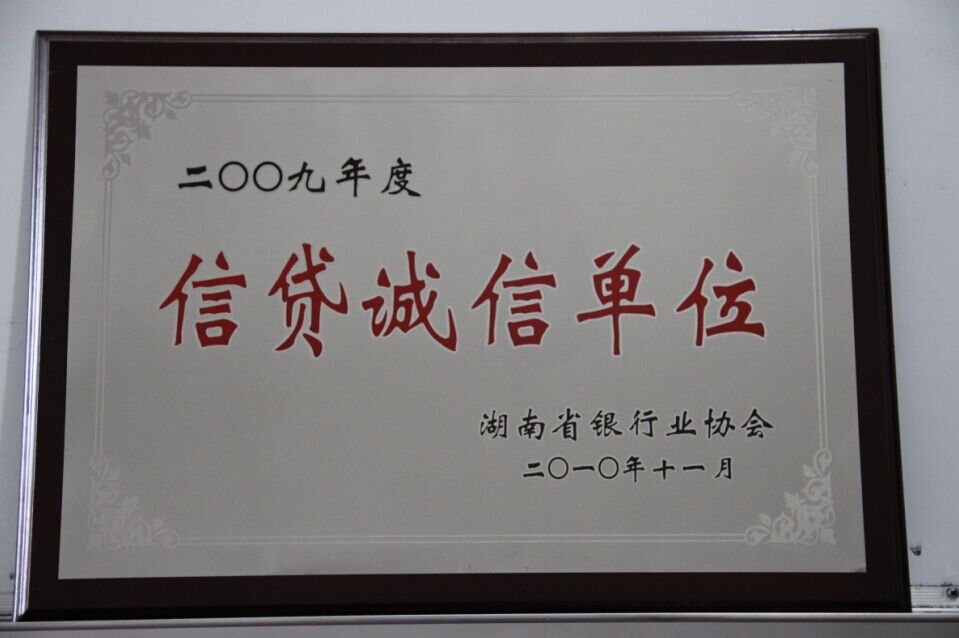 二〇〇九年度
信贷诚信单位
湖南省银行业协会
二〇一〇年十一月